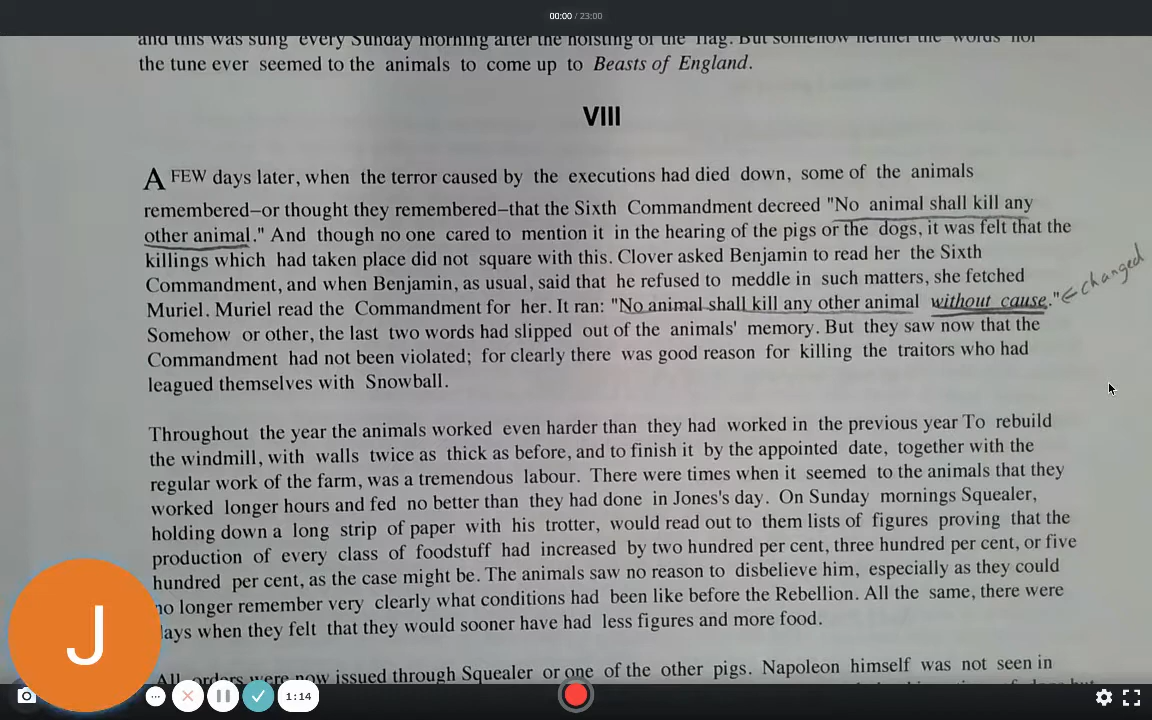 00:00 / 23:00
and this was sung every Sunday morning after the hoisting of the flag. But somehow neither the words nor
the tune ever seemed to the animals to come up to Beasts of England.
VIII
A FEW days later, when the terror caused by the executions had died down, some of the animals
remembered—or thought they remembered—that the Sixth Commandment decreed "No animal shall kill any
other animal." And though no one cared to mention it in the hearing of the pigs or the dogs, it was felt that the
killings which had taken place did not square with this. Clover asked Benjamin to read her the Sixth
Commandment, and when Benjamin, as usual, said that he refused to meddle in such matters, she fetched
Muriel. Muriel read the Commandment for her. It ran: "No animal shall kill any other animal without cause." ← changed
Somehow or other, the last two words had slipped out of the animals' memory. But they saw now that the
Commandment had not been violated; for clearly there was good reason for killing the traitors who had
leagued themselves with Snowball.
Throughout the year the animals worked even harder than they had worked in the previous year To rebuild
the windmill, with walls twice as thick as before, and to finish it by the appointed date, together with the
regular work of the farm, was a tremendous labour. There were times when it seemed to the animals that they
worked longer hours and fed no better than they had done in Jones's day. On Sunday mornings Squealer,
holding down a long strip of paper with his trotter, would read out to them lists of figures proving that the
production of every class of foodstuff had increased by two hundred per cent, three hundred per cent, or five
hundred per cent, as the case might be. The animals saw no reason to disbelieve him, especially as they could
no longer remember very clearly what conditions had been like before the Rebellion. All the same, there were
days when they felt that they would sooner have had less figures and more food.
All orders were now issued through Squealer or one of the other pigs. Napoleon himself was not seen in
J
1:14